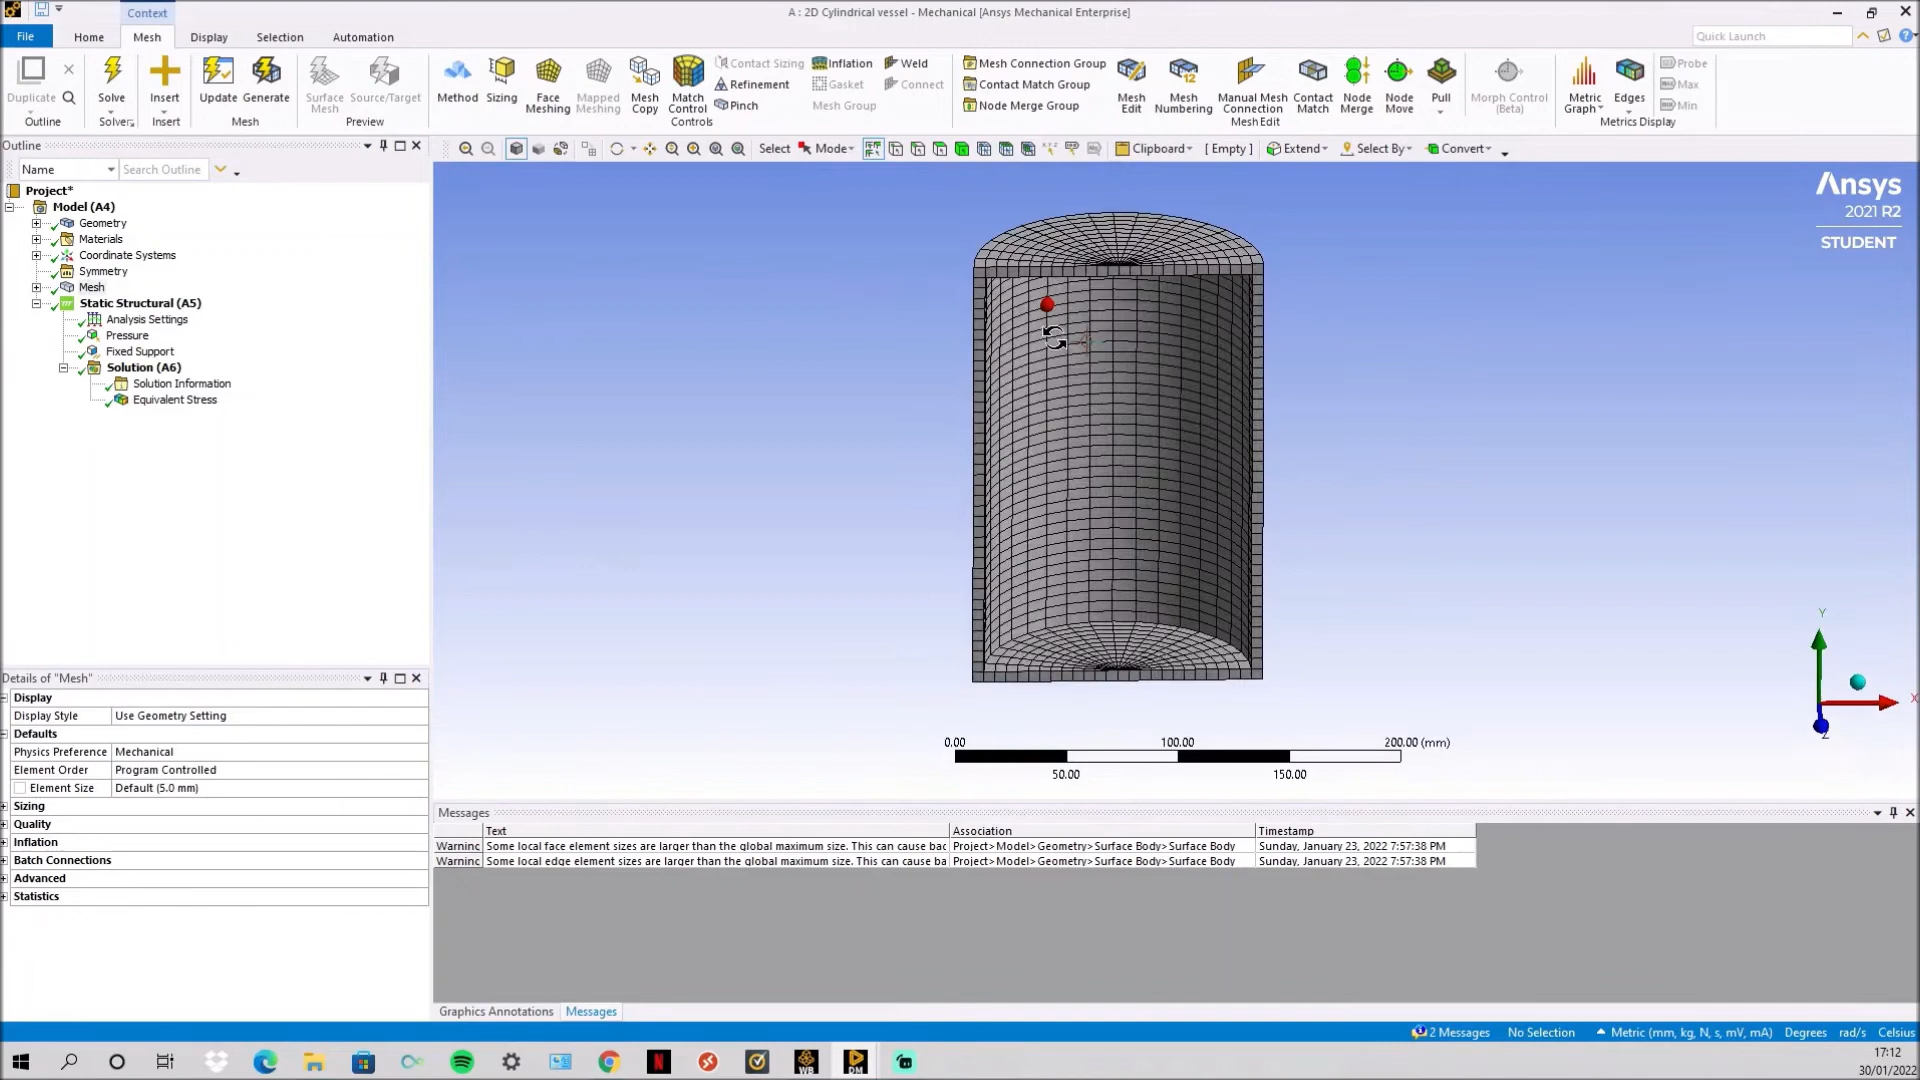 Context
A : 2D Cylindrical vessel - Mechanical [Ansys Mechanical Enterprise]
File Home Mesh Display Selection Automation
Quick Launch
Duplicate
Outline
Solve
Solver
Insert
Insert
Update Generate
Mesh
Surface Mesh
Source/Target
Preview
Method Sizing
Face Meshing
Mapped Meshing
Mesh Copy
Match Control
Contact Sizing
Refinement
Pinch
Inflation
Gasket
Mesh Group
Weld
Connect
Controls
Mesh Connection Group
Contact Match Group
Node Merge Group
Mesh Edit
Mesh Numbering
Manual Mesh Connection
Contact Match
Node Merge
Node Move
Pull
Mesh Edit
Morph Control (Beta)
Metric Graph
Edges
Probe
Max
Min
Metrics Display
Outline
Name Search Outline
Select Mode Clipboard [ Empty ] Extend Select By Convert
Project*
Model (A4)
Geometry
Materials
Coordinate Systems
Symmetry
Mesh
Static Structural (A5)
Analysis Settings
Pressure
Fixed Support
Solution (A6)
Solution Information
Equivalent Stress
Ansys
2021 R2
STUDENT
Y
X
Z
0.00 100.00 200.00 (mm)
50.00 150.00
Details of "Mesh"
Display
Display Style Use Geometry Setting
Defaults
Physics Preference Mechanical
Element Order Program Controlled
Element Size Default (5.0 mm)
Sizing
Quality
Inflation
Batch Connections
Advanced
Statistics
Messages
Text Association Timestamp
Warninc Some local face element sizes are larger than the global maximum size. This can cause bac Project>Model>Geometry>Surface Body>Surface Body Sunday, January 23, 2022 7:57:38 PM
Warninc Some local edge element sizes are larger than the global maximum size. This can cause ba Project>Model>Geometry>Surface Body>Surface Body Sunday, January 23, 2022 7:57:38 PM
Graphics Annotations Messages
2 Messages No Selection Metric (mm, kg, N, s, mV, mA) Degrees rad/s Celsius
WB DM
17:12
30/01/2022